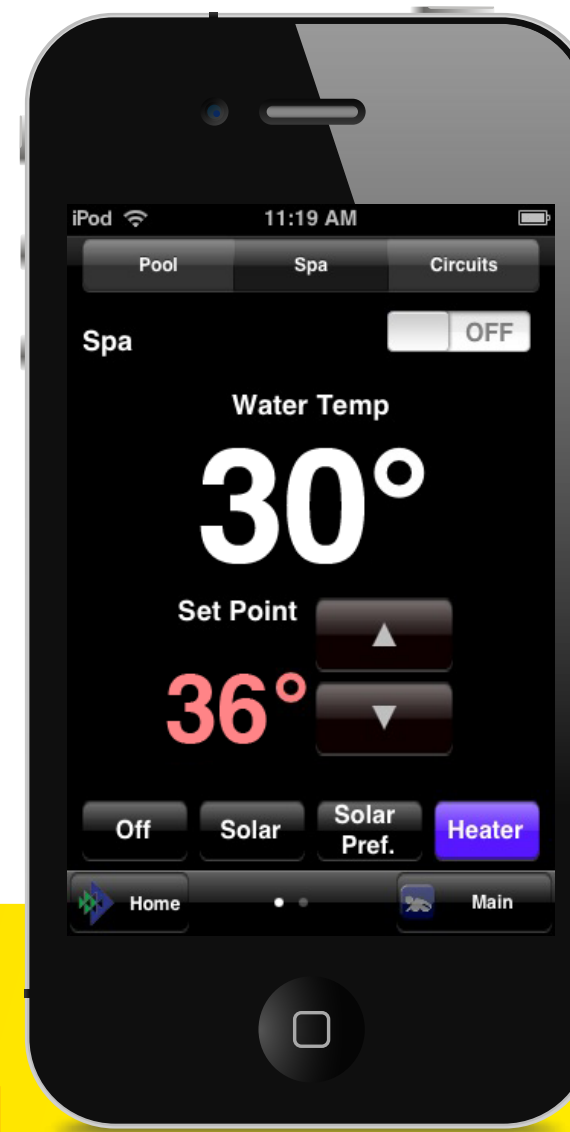 iPod 11:19 AM
Pool Spa Circuits
Spa OFF
Water Temp
30°
Set Point
▲
36°
▼
Off Solar Solar Pref. Heater
Home Main